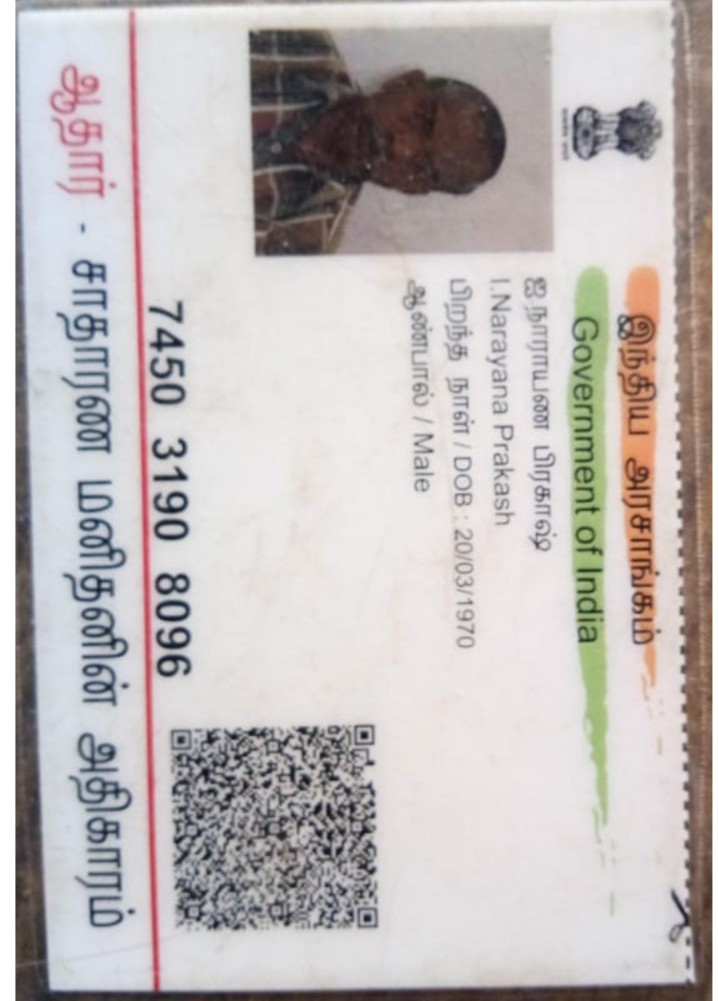 இந்திய அரசாங்கம்
Government of India
ஐ.நாராயண பிரகாஷ்
I.Narayana Prakash
பிறந்த நாள் / DOB : 20/03/1970
ஆண்பால் / Male
7450 3190 8096
ஆதார் - சாதாரண மனிதனின் அதிகாரம்